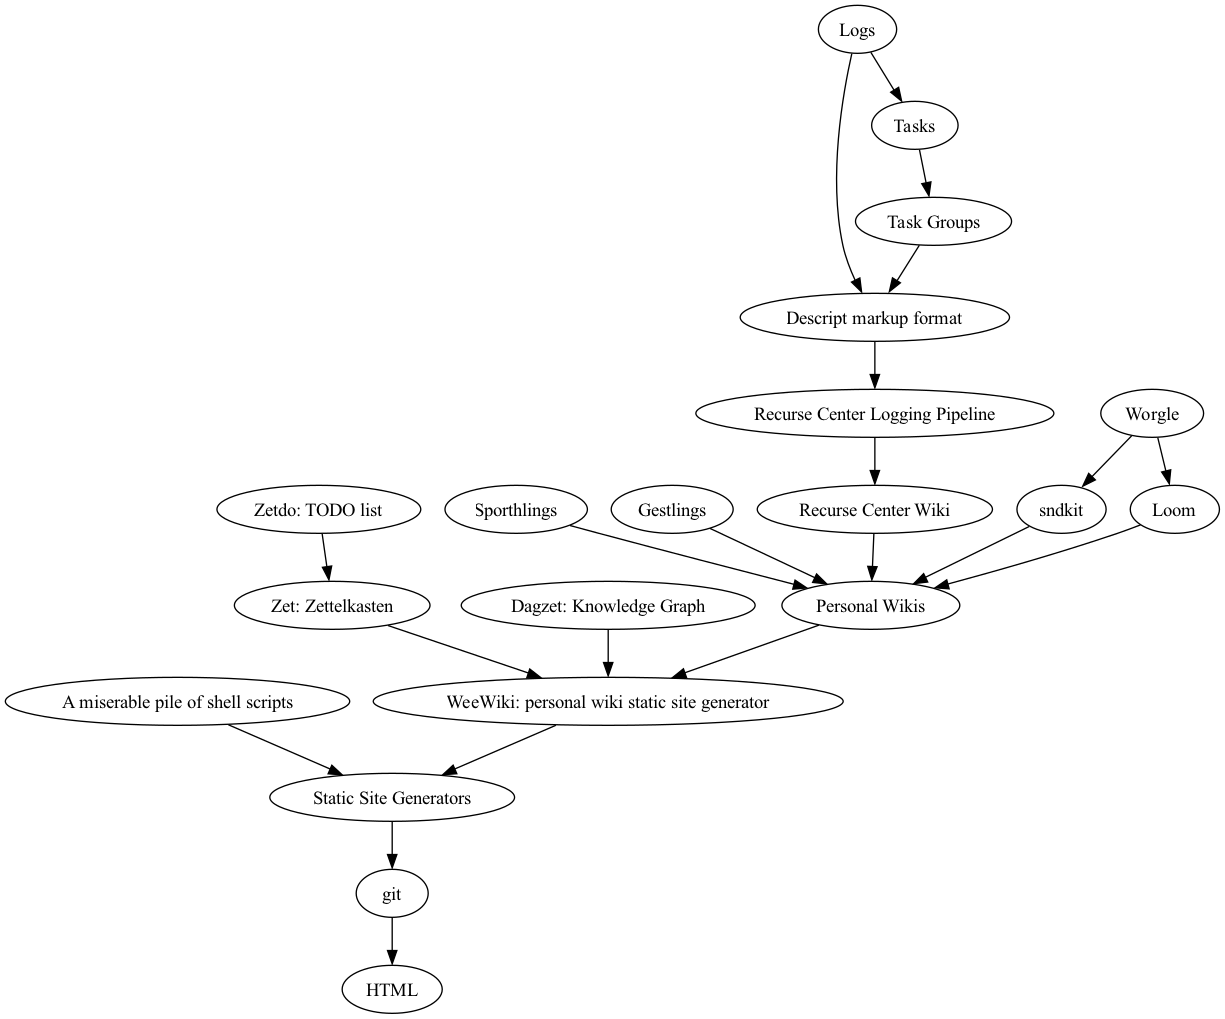 Logs
Tasks
Task Groups
Descript markup format
Recurse Center Logging Pipeline
Worgle
Zetdo: TODO list
Sporthlings
Gestlings
Recurse Center Wiki
sndkit
Loom
Zet: Zettelkasten
Dagzet: Knowledge Graph
Personal Wikis
A miserable pile of shell scripts
WeeWiki: personal wiki static site generator
Static Site Generators
git
HTML